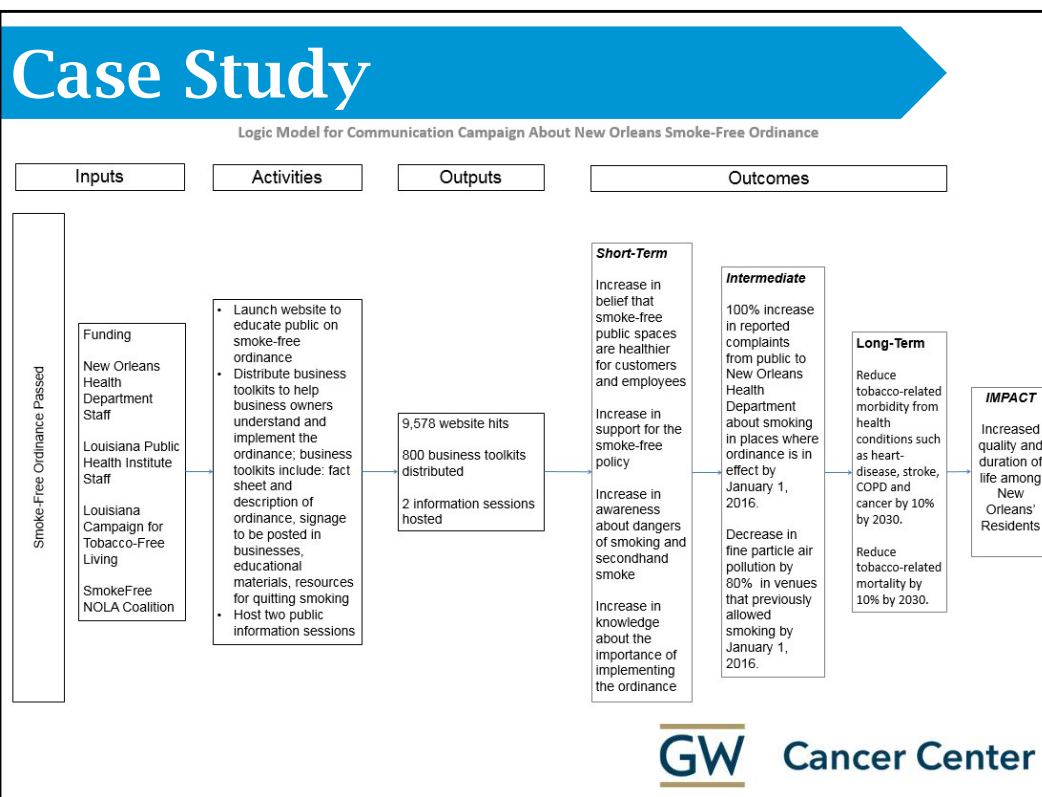 Case Study
Logic Model for Communication Campaign About New Orleans Smoke-Free Ordinance
Inputs
Activities
Outputs
Outcomes
Smoke-Free Ordinance Passed
Funding
New Orleans
Health
Department
Staff
Louisiana Public
Health Institute
Staff
Louisiana
Campaign for
Tobacco-Free
Living
SmokeFree
NOLA Coalition
• Launch website to
educate public on
smoke-free
ordinance
• Distribute business
toolkits to help
business owners
understand and
implement the
ordinance; business
toolkits include: fact
sheet and
description of
ordinance, signage
to be posted in
businesses,
educational
materials, resources
for quitting smoking
• Host two public
information sessions
9,578 website hits
800 business toolkits
distributed
2 information sessions
hosted
Short-Term
Increase in
belief that
smoke-free
public spaces
are healthier
for customers
and employees
Increase in
support for the
smoke-free
policy
Increase in
awareness
about dangers
of smoking and
secondhand
smoke
Increase in
knowledge
about the
importance of
implementing
the ordinance
Intermediate
100% increase
in reported
complaints
from public to
New Orleans
Health
Department
about smoking
in places where
ordinance is in
effect by
January 1,
2016.
Decrease in
fine particle air
pollution by
80% in venues
that previously
allowed
smoking by
January 1,
2016.
Long-Term
Reduce
tobacco-related
morbidity from
health
conditions such
as heart-
disease, stroke,
COPD and
cancer by 10%
by 2030.
Reduce
tobacco-related
mortality by
10% by 2030.
IMPACT
Increased
quality and
duration of
life among
New
Orleans'
Residents
GW Cancer Center